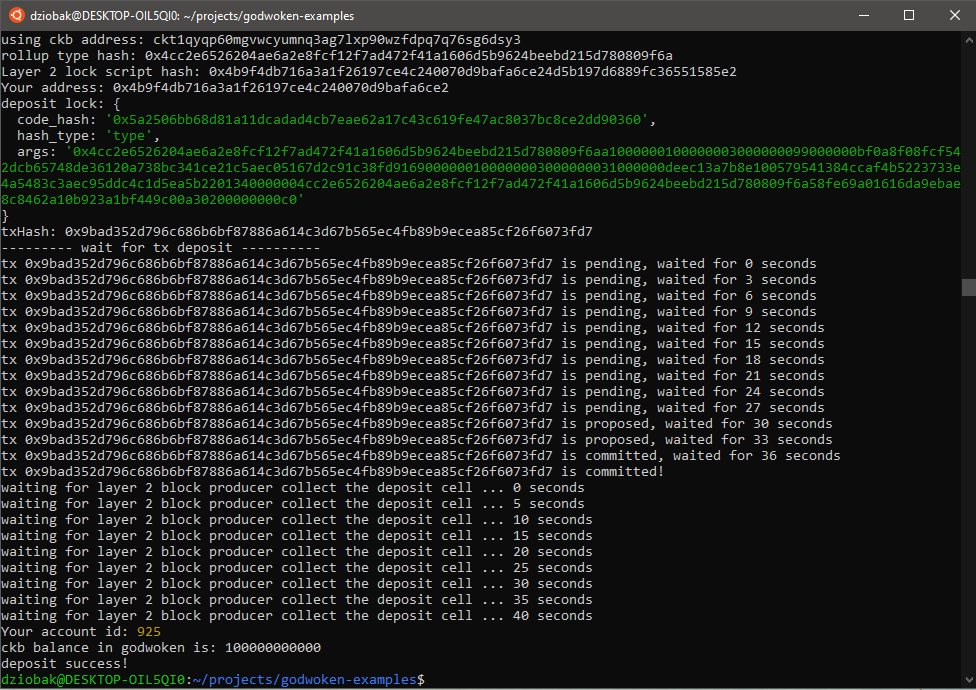 dziobak@DESKTOP-OIL5QI0: ~/projects/godwoken-examples
using ckb address: ckt1qyqp60mgvwcyumnq3ag7lxp90wzfdpq7q76sg6dsy3
rollup type hash: 0x4cc2e6526204ae6a2e8fcf12f7ad472f41a1606d5b9624beebd215d780809f6a
Layer 2 lock script hash: 0x4b9f4db716a3a1f26197ce4c240070d9bafa6ce24d5b197d6889fc36551585e2
Your address: 0x4b9f4db716a3a1f26197ce4c240070d9bafa6ce2
deposit lock: {
  code_hash: '0x5a2506bb68d81a11dcadad4cb7eae62a17c43c619fe47ac8037bc8ce2dd90360',
  hash_type: 'type',
  args: '0x4cc2e6526204ae6a2e8fcf12f7ad472f41a1606d5b9624beebd215d780809f6aa10000001000000003000000099000000bf0a8f08fcf54
2dcb65748de36120a738bc341ce21c5aec05167d2c91c38fd91690000001000000030000000310000000deec13a7b8e100579541384ccaf4b5223733e
4a5483c3aec95ddc4c1d5ea5b2201340000004cc2e6526204ae6a2e8fcf12f7ad472f41a1606d5b9624beebd215d780809f6a58fe69a01616da9ebae
8c8462a10b923a1bf449c00a30200000000c0'
}
txHash: 0x9bad352d796c686b6bf87886a614c3d67b565ec4fb89b9ecea85cf26f6073fd7
--------- wait for tx deposit ----------
tx 0x9bad352d796c686b6bf87886a614c3d67b565ec4fb89b9ecea85cf26f6073fd7 is pending, waited for 0 seconds
tx 0x9bad352d796c686b6bf87886a614c3d67b565ec4fb89b9ecea85cf26f6073fd7 is pending, waited for 3 seconds
tx 0x9bad352d796c686b6bf87886a614c3d67b565ec4fb89b9ecea85cf26f6073fd7 is pending, waited for 6 seconds
tx 0x9bad352d796c686b6bf87886a614c3d67b565ec4fb89b9ecea85cf26f6073fd7 is pending, waited for 9 seconds
tx 0x9bad352d796c686b6bf87886a614c3d67b565ec4fb89b9ecea85cf26f6073fd7 is pending, waited for 12 seconds
tx 0x9bad352d796c686b6bf87886a614c3d67b565ec4fb89b9ecea85cf26f6073fd7 is pending, waited for 15 seconds
tx 0x9bad352d796c686b6bf87886a614c3d67b565ec4fb89b9ecea85cf26f6073fd7 is pending, waited for 18 seconds
tx 0x9bad352d796c686b6bf87886a614c3d67b565ec4fb89b9ecea85cf26f6073fd7 is pending, waited for 21 seconds
tx 0x9bad352d796c686b6bf87886a614c3d67b565ec4fb89b9ecea85cf26f6073fd7 is pending, waited for 24 seconds
tx 0x9bad352d796c686b6bf87886a614c3d67b565ec4fb89b9ecea85cf26f6073fd7 is pending, waited for 27 seconds
tx 0x9bad352d796c686b6bf87886a614c3d67b565ec4fb89b9ecea85cf26f6073fd7 is proposed, waited for 30 seconds
tx 0x9bad352d796c686b6bf87886a614c3d67b565ec4fb89b9ecea85cf26f6073fd7 is proposed, waited for 33 seconds
tx 0x9bad352d796c686b6bf87886a614c3d67b565ec4fb89b9ecea85cf26f6073fd7 is committed, waited for 36 seconds
tx 0x9bad352d796c686b6bf87886a614c3d67b565ec4fb89b9ecea85cf26f6073fd7 is committed!
waiting for layer 2 block producer collect the deposit cell ... 0 seconds
waiting for layer 2 block producer collect the deposit cell ... 5 seconds
waiting for layer 2 block producer collect the deposit cell ... 10 seconds
waiting for layer 2 block producer collect the deposit cell ... 15 seconds
waiting for layer 2 block producer collect the deposit cell ... 20 seconds
waiting for layer 2 block producer collect the deposit cell ... 25 seconds
waiting for layer 2 block producer collect the deposit cell ... 30 seconds
waiting for layer 2 block producer collect the deposit cell ... 35 seconds
waiting for layer 2 block producer collect the deposit cell ... 40 seconds
Your account id: 925
ckb balance in godwoken is: 100000000000
deposit success!
dziobak@DESKTOP-OIL5QI0:~/projects/godwoken-examples$